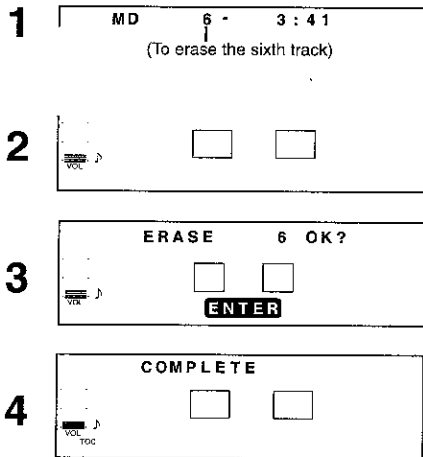 1
MD 6 - 3:41
(To erase the sixth track)
2
VOL ♪
ERASE 6 OK?
3
VOL ♪
ENTER
COMPLETE
4
VOL ♪
TOC